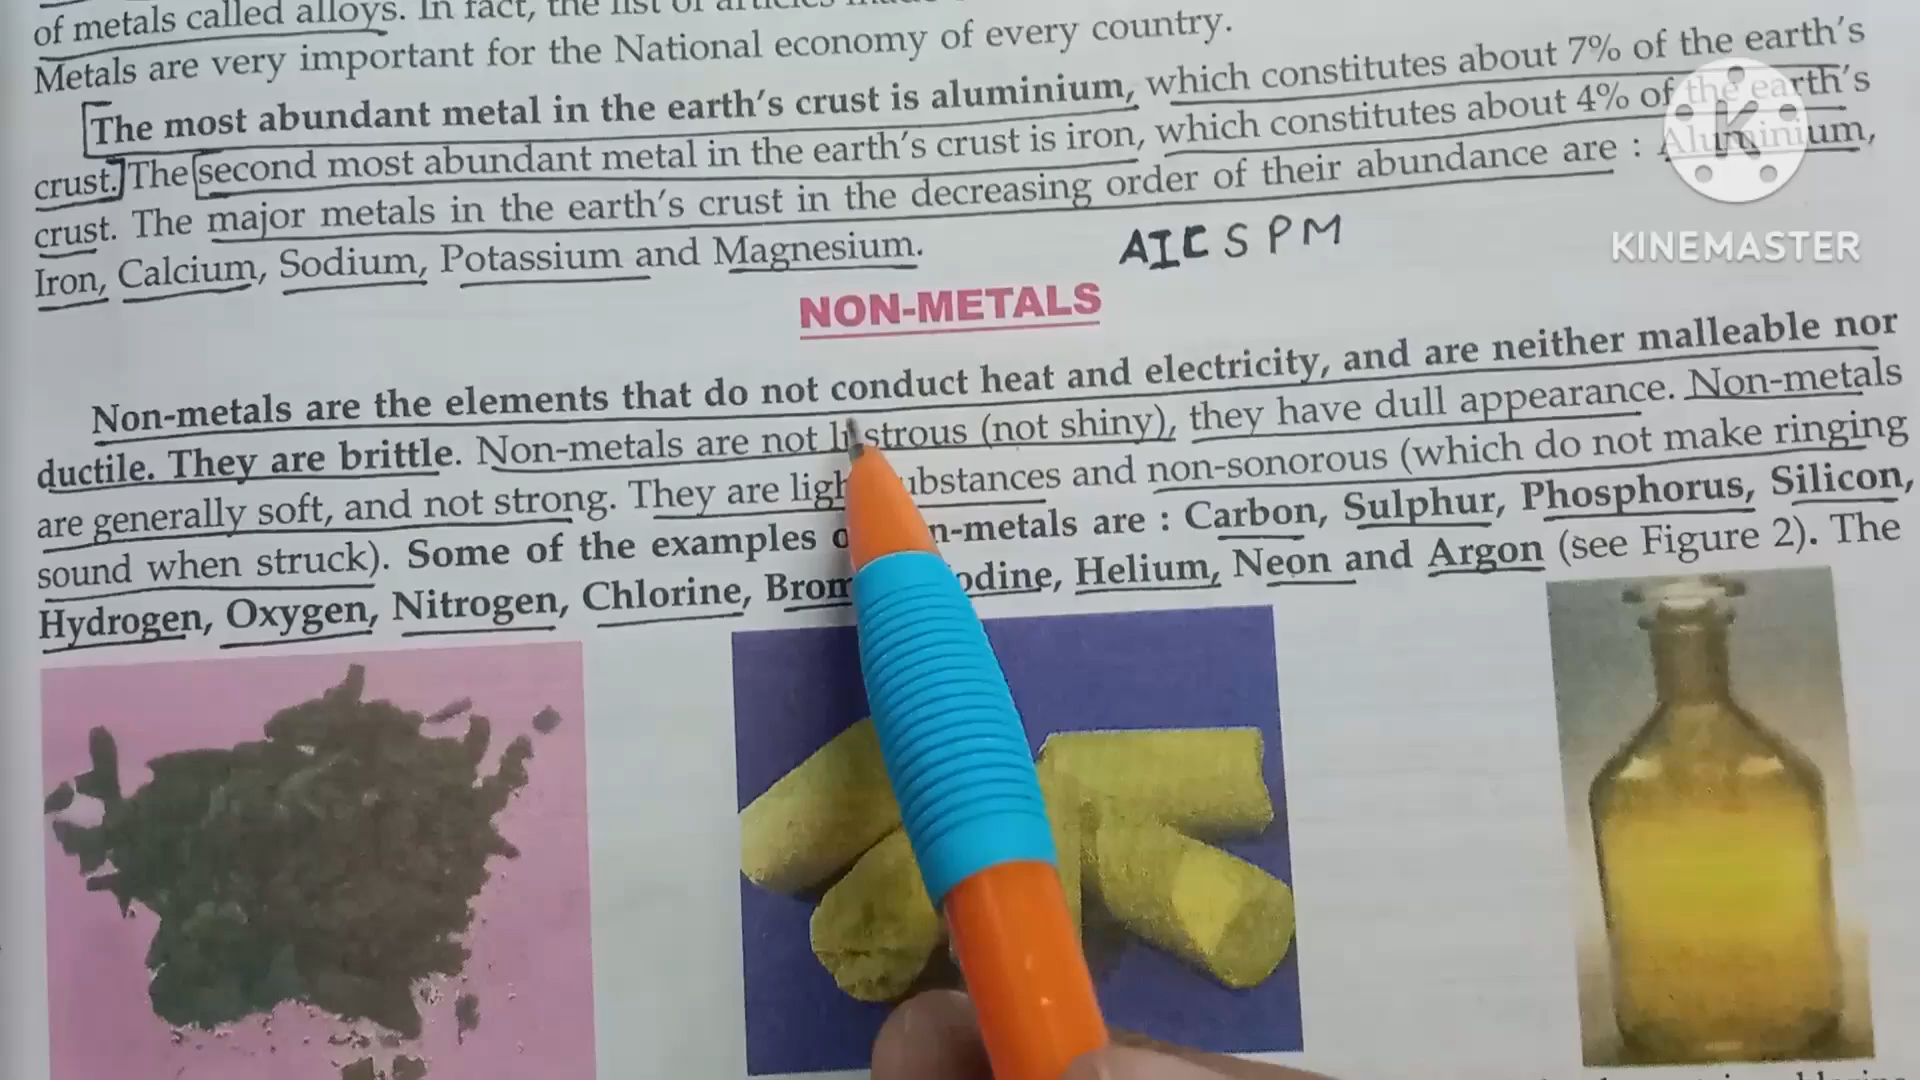 of metals called alloys. In fact, the list of articles
Metals are very important for the National economy of every country.
The most abundant metal in the earth's crust is aluminium, which constitutes about 7% of the earth's
crust. The second most abundant metal in the earth's crust is iron, which constitutes about 4% of the earth's
crust. The major metals in the earth's crust in the decreasing order of their abundance are : Aluminium,
Iron, Calcium, Sodium, Potassium and Magnesium.
AICSPM
KINEMASTER
NON-METALS
Non-metals are the elements that do not conduct heat and electricity, and are neither malleable nor
ductile. They are brittle. Non-metals are not lustrous (not shiny), they have dull appearance. Non-metals
are generally soft, and not strong. They are light substances and non-sonorous (which do not make ringing
sound when struck). Some of the examples non-metals are : Carbon, Sulphur, Phosphorus, Silicon,
Hydrogen, Oxygen, Nitrogen, Chlorine, Iodine, Helium, Neon and Argon (see Figure 2). The